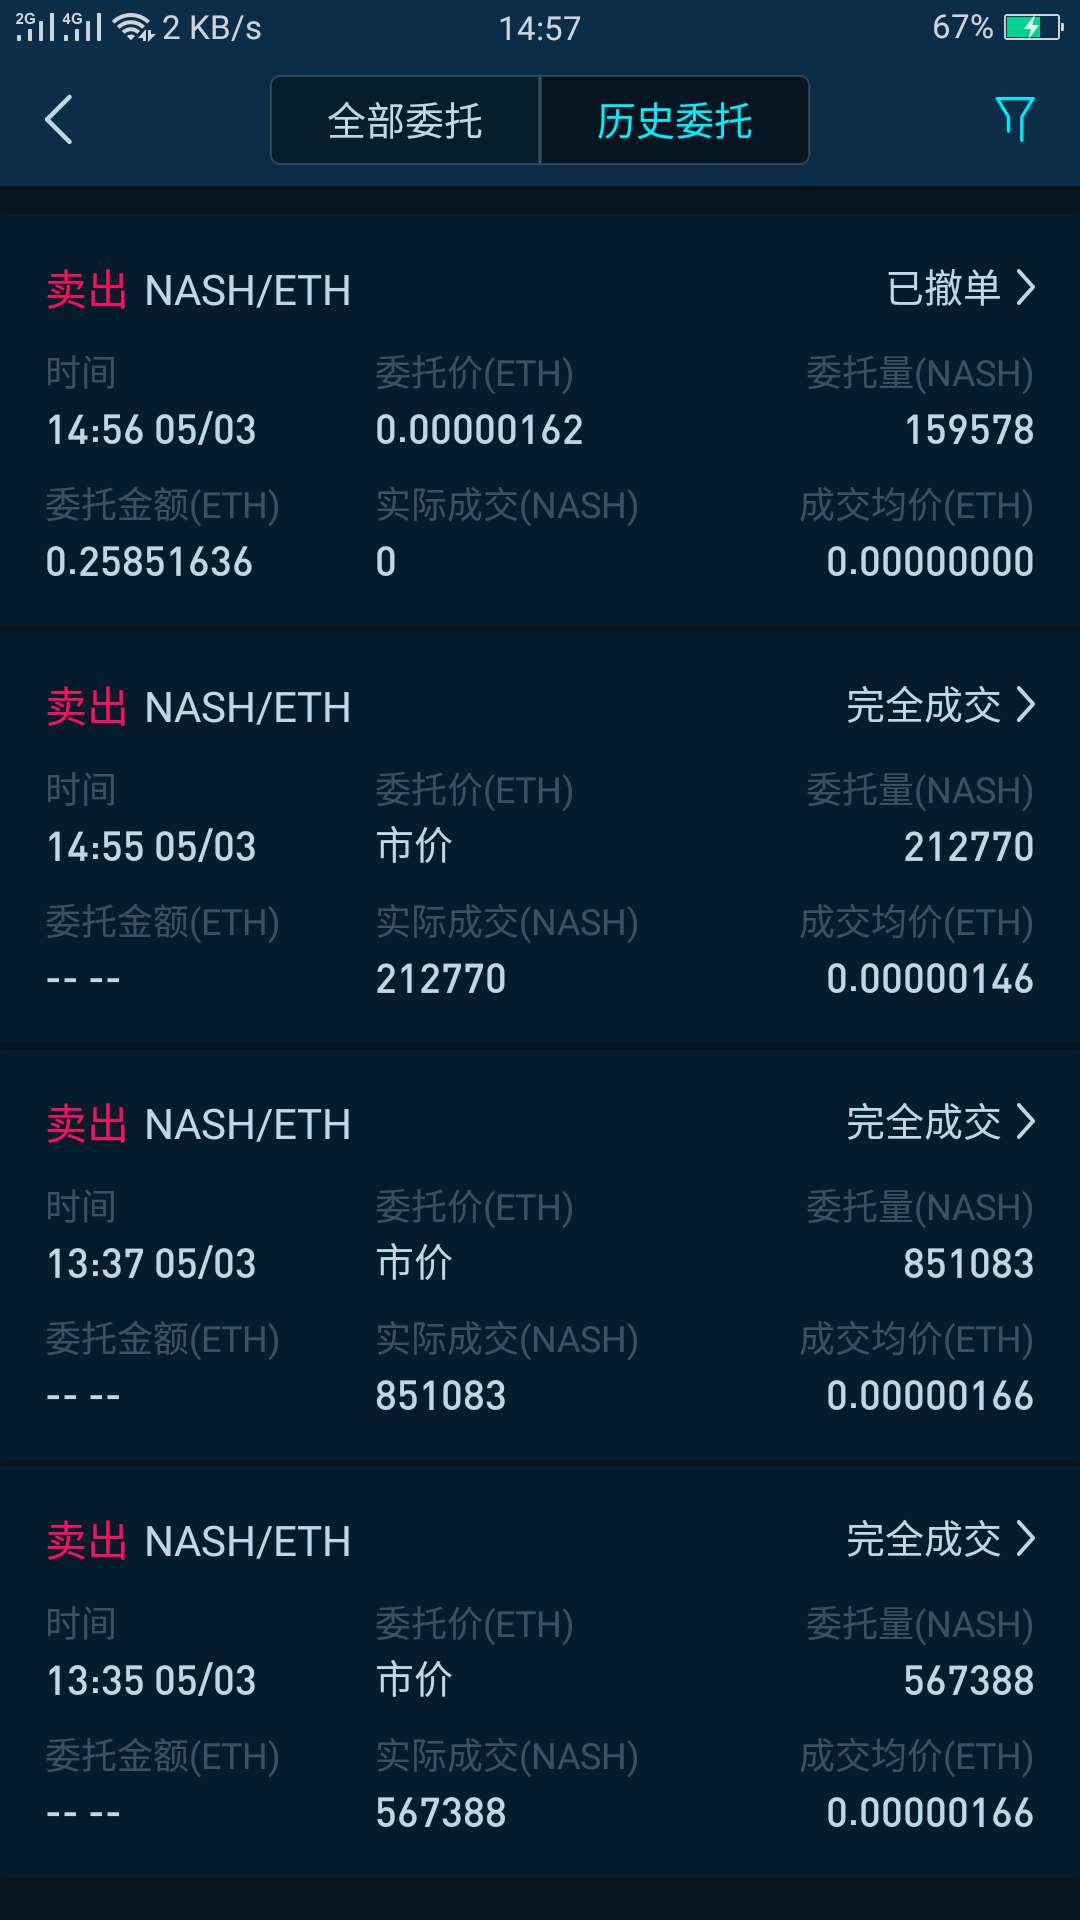 2G 4G 2 KB/s 14:57 67%
全部委托 历史委托
卖出 NASH/ETH 已撤单
时间 委托价(ETH) 委托量(NASH)
14:56 05/03 0.00000162 159578
委托金额(ETH) 实际成交(NASH) 成交均价(ETH)
0.25851636 0 0.00000000
卖出 NASH/ETH 完全成交
时间 委托价(ETH) 委托量(NASH)
14:55 05/03 市价 212770
委托金额(ETH) 实际成交(NASH) 成交均价(ETH)
-- -- 212770 0.00000146
卖出 NASH/ETH 完全成交
时间 委托价(ETH) 委托量(NASH)
13:37 05/03 市价 851083
委托金额(ETH) 实际成交(NASH) 成交均价(ETH)
-- -- 851083 0.00000166
卖出 NASH/ETH 完全成交
时间 委托价(ETH) 委托量(NASH)
13:35 05/03 市价 567388
委托金额(ETH) 实际成交(NASH) 成交均价(ETH)
-- -- 567388 0.00000166